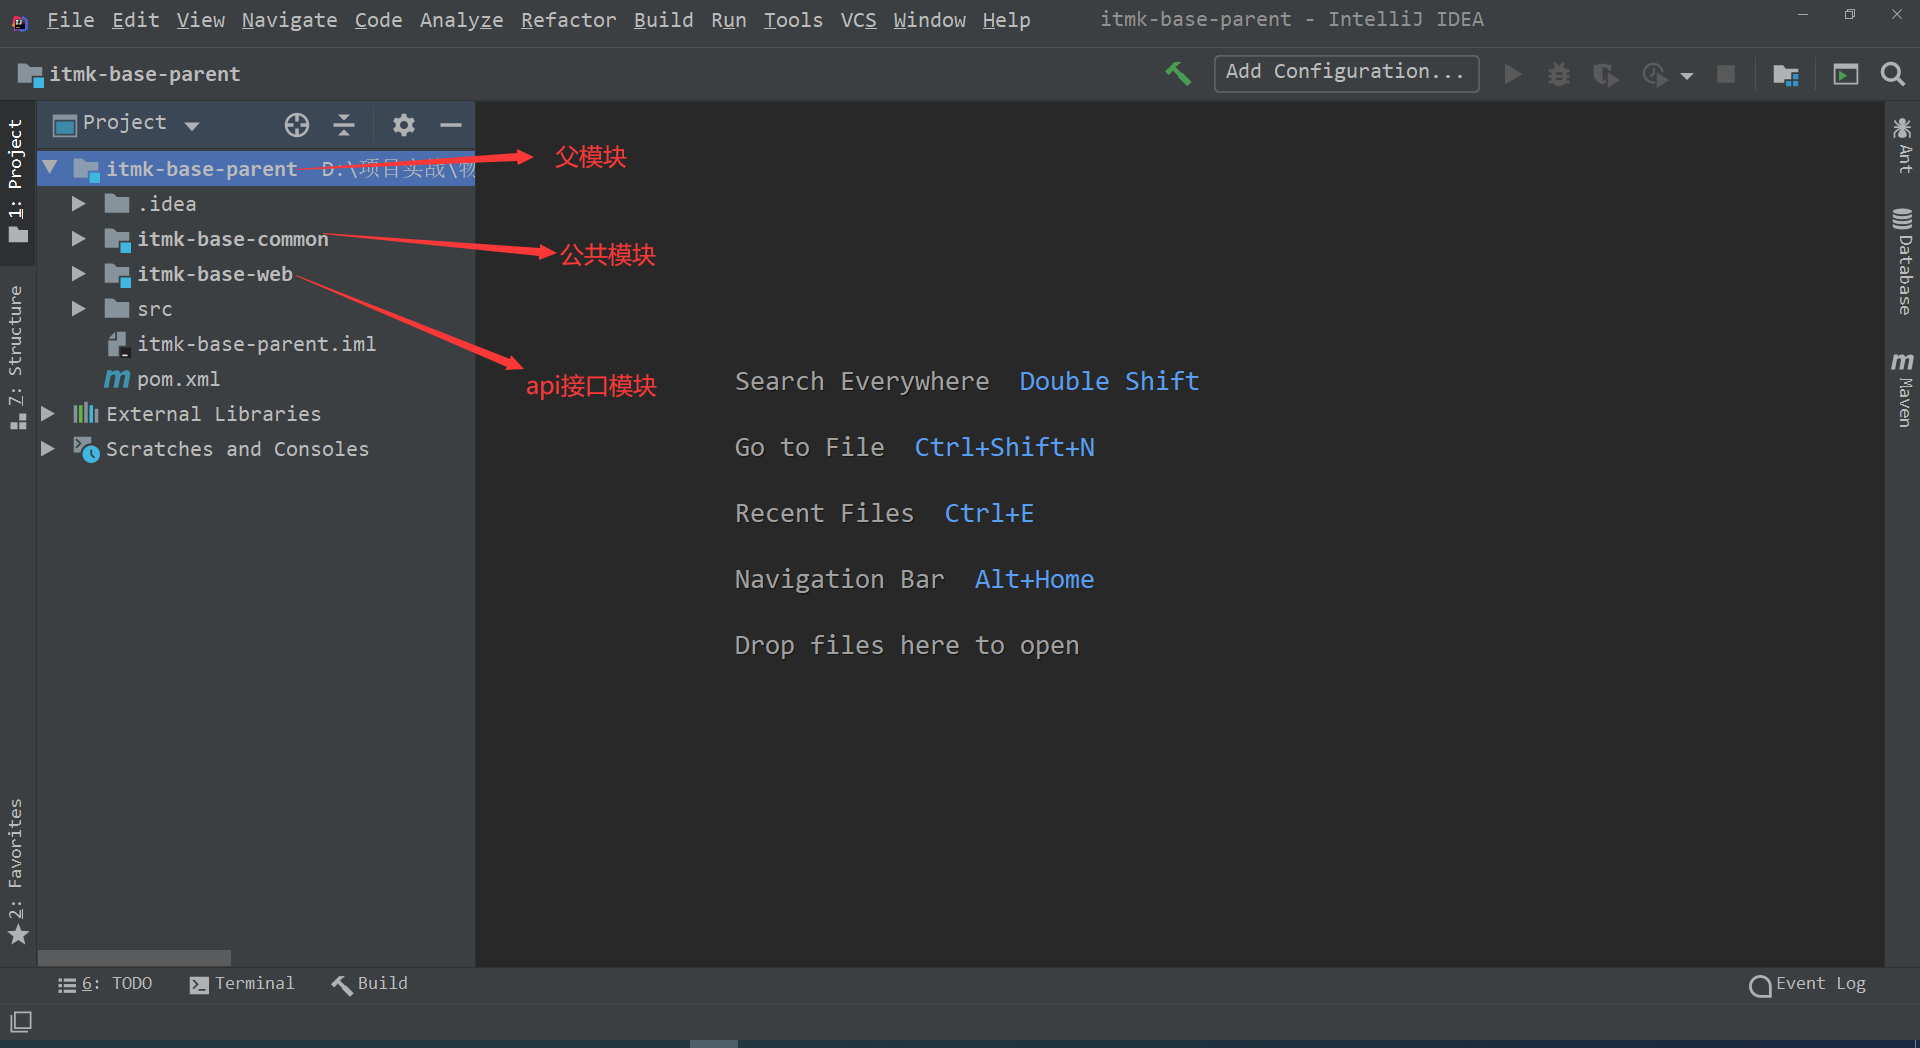 File Edit View Navigate Code Analyze Refactor Build Run Tools VCS Window Help itmk-base-parent - IntelliJ IDEA
itmk-base-parent Add Configuration...
1: Project
7: Structure
2: Favorites
Project
itmk-base-parent D:\项目实战\物
.idea
itmk-base-common
itmk-base-web
src
itmk-base-parent.iml
pom.xml
External Libraries
Scratches and Consoles
父模块
公共模块
api接口模块
Search Everywhere Double Shift
Go to File Ctrl+Shift+N
Recent Files Ctrl+E
Navigation Bar Alt+Home
Drop files here to open
Ant
Database
Maven
6: TODO Terminal Build Event Log